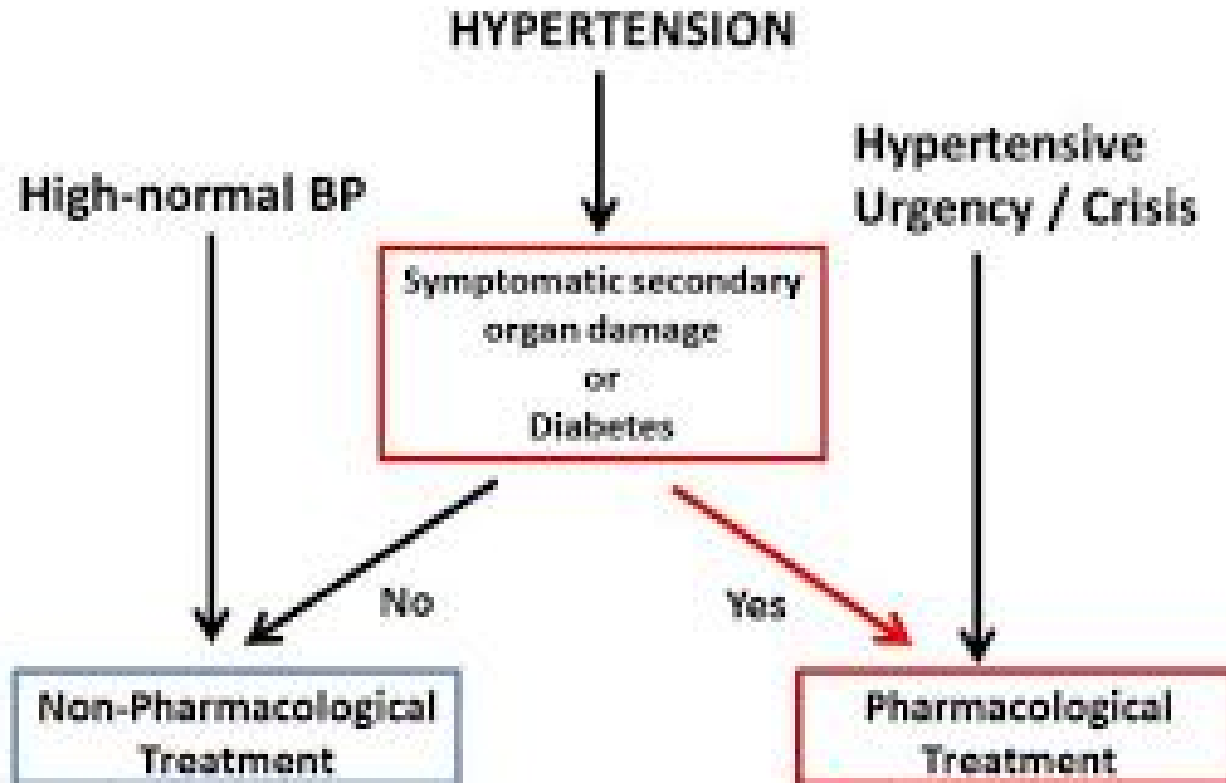 HYPERTENSION
High-normal BP
Hypertensive
Urgency / Crisis
Symptomatic secondary
organ damage
or
Diabetes
No
Yes
Non-Pharmacological
Treatment
Pharmacological
Treatment